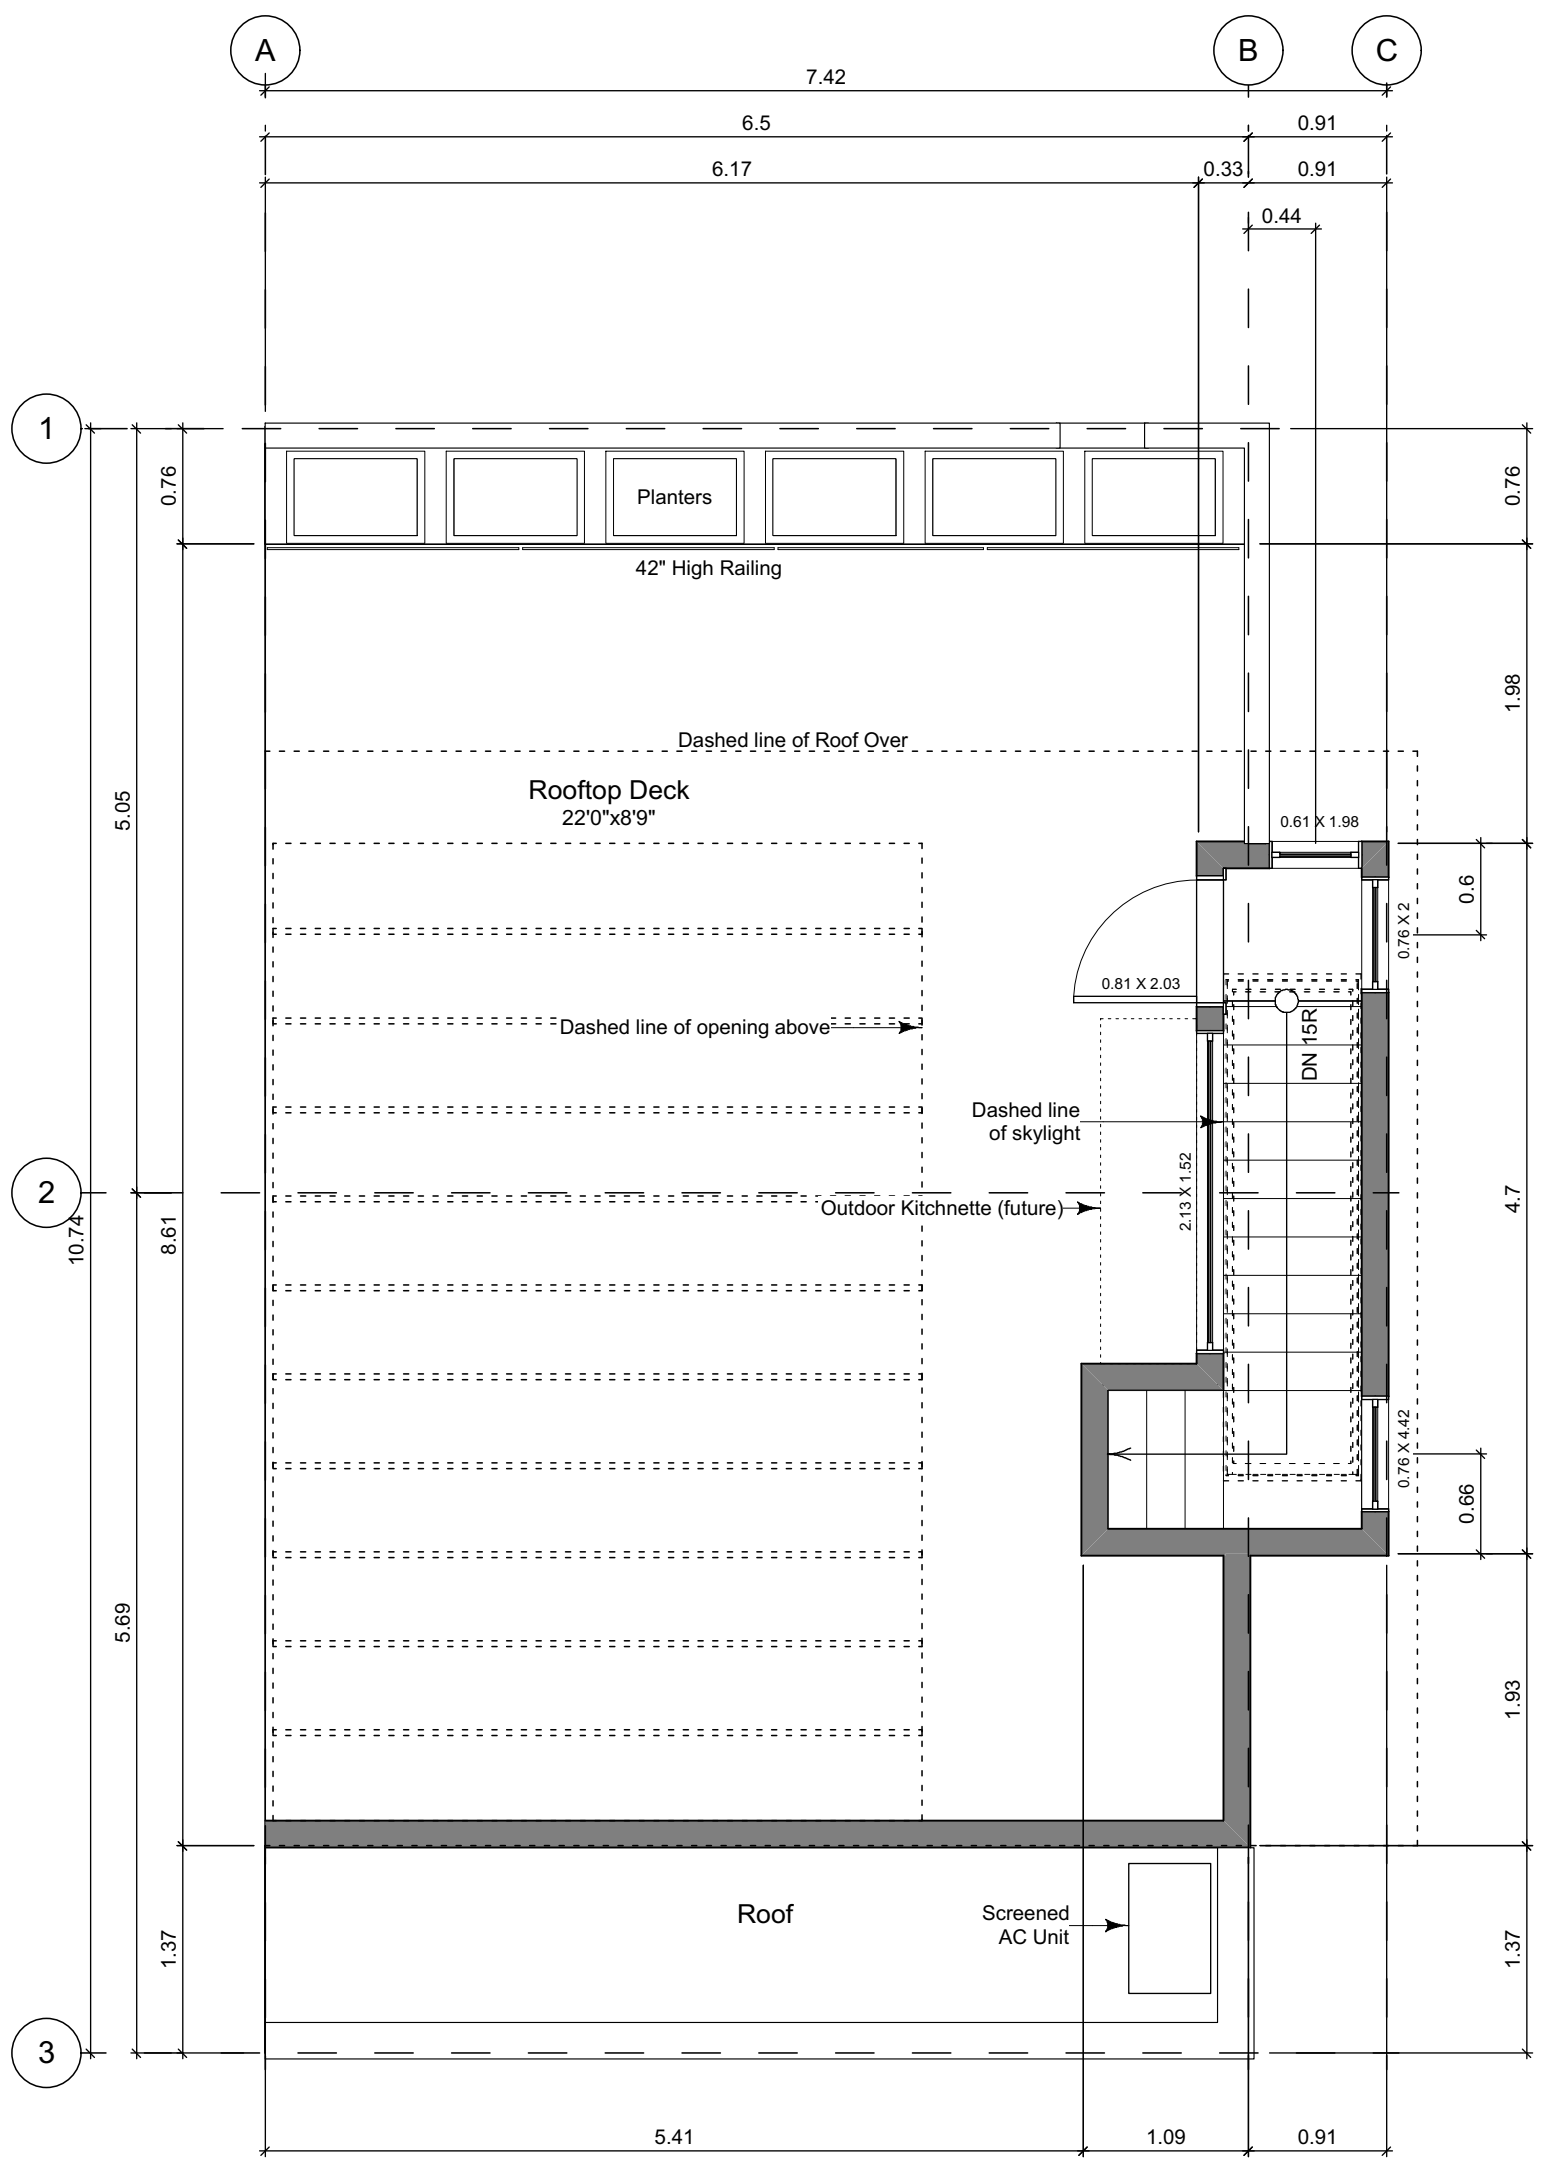 A
B
C
7.42
6.5
0.91
6.17
0.33
0.91
0.44
1
0.76
Planters
0.76
42" High Railing
1.98
Dashed line of Roof Over
Rooftop Deck
22'0"x8'9"
5.05
0.61 X 1.98
0.6
0.76 X 2
0.81 X 2.03
Dashed line of opening above
DN 15R
Dashed line
of skylight
2.13 X 1.52
2
Outdoor Kitchnette (future)
10.74
8.61
4.7
0.76 X 4.42
0.66
5.69
1.93
Roof
Screened
AC Unit
1.37
1.37
3
5.41
1.09
0.91